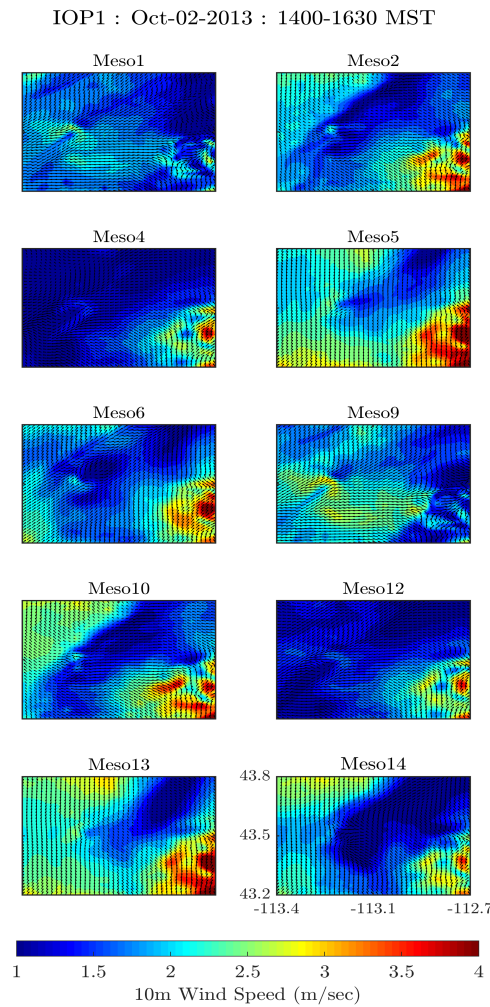 IOP1 : Oct-02-2013 : 1400-1630 MST
Meso1 Meso2
Meso4 Meso5
Meso6 Meso9
Meso10 Meso12
Meso13 Meso14
43.8
43.5
43.2
-113.4 -113.1 -112.7
1 1.5 2 2.5 3 3.5 4
10m Wind Speed (m/sec)